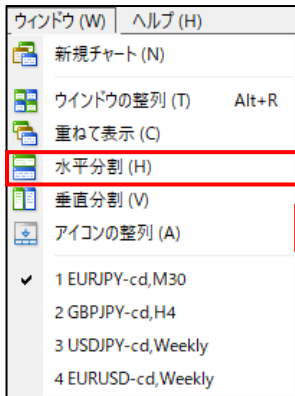 ウィンドウ (W) ヘルプ (H)
新規チャート (N)
ウインドウの整列 (T) Alt+R
重ねて表示 (C)
水平分割 (H)
垂直分割 (V)
アイコンの整列 (A)
1 EURJPY-cd,M30
2 GBPJPY-cd,H4
3 USDJPY-cd,Weekly
4 EURUSD-cd,Weekly